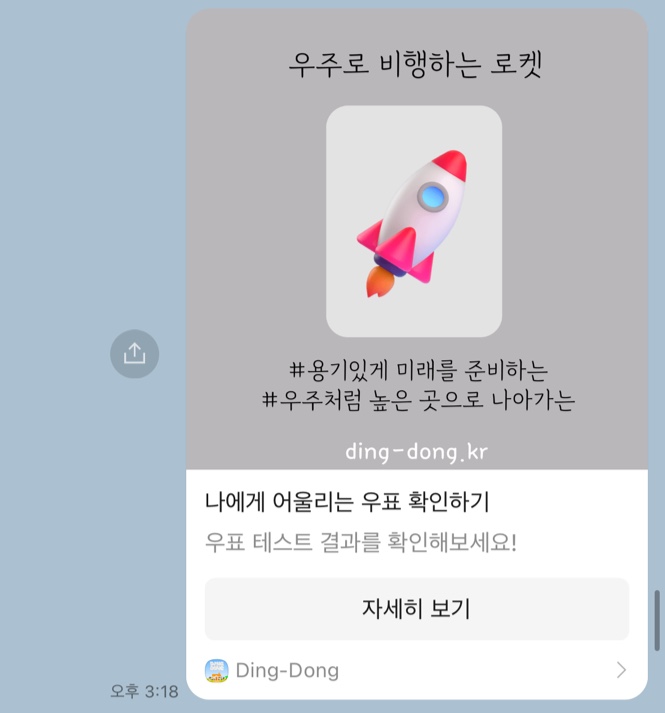 우주로 비행하는 로켓
#용기있게 미래를 준비하는
#우주처럼 높은 곳으로 나아가는
ding-dong.kr
나에게 어울리는 우표 확인하기
우표 테스트 결과를 확인해보세요!
자세히 보기
Ding-Dong
오후 3:18